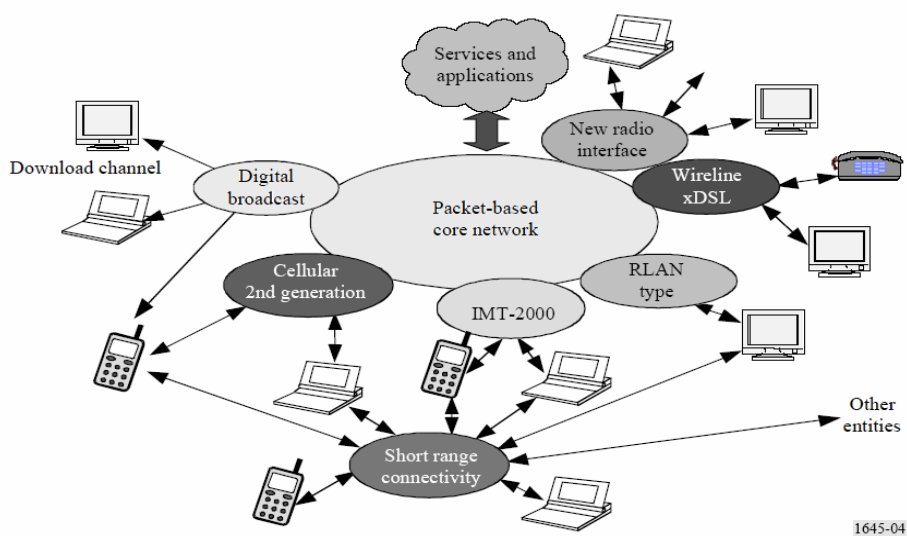 Services and
applications
New radio
interface
Download channel
Digital
broadcast
Wireline
xDSL
Packet-based
core network
Cellular
2nd generation
RLAN
type
IMT-2000
Other
entities
Short range
connectivity
1645-04